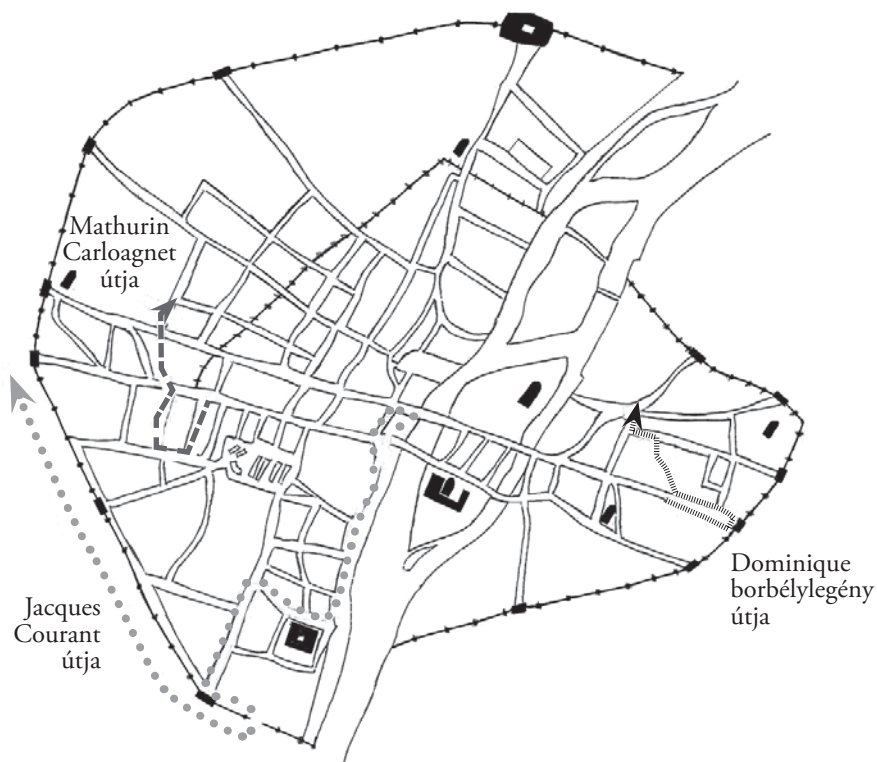 Mathurin
Carloagnet
útja
Jacques
Courant
útja
Dominique
borbélylegény
útja